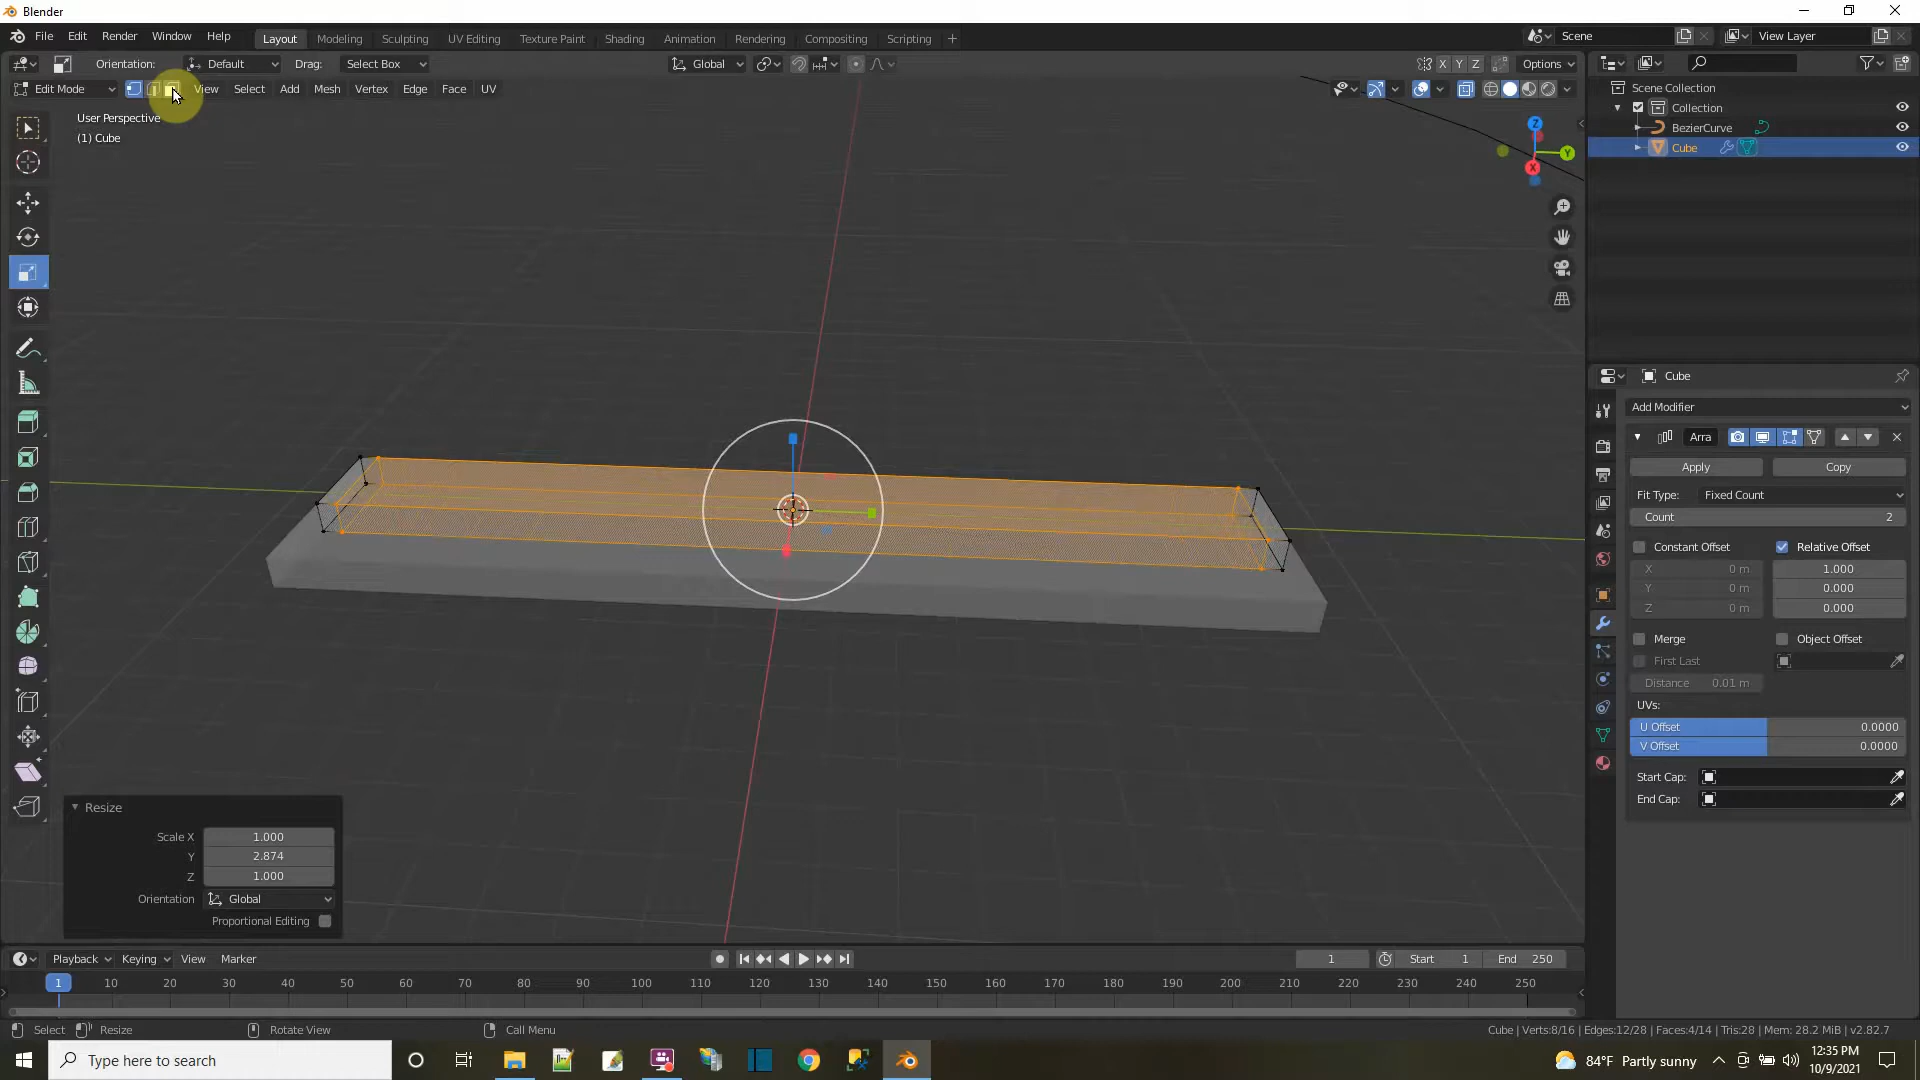 Blender
File Edit Render Window Help
Layout Modeling Sculpting UV Editing Texture Paint Shading Animation Rendering Compositing Scripting +
Scene View Layer
Orientation: Default Drag: Select Box Global X Y Z Options
Edit Mode View Select Add Mesh Vertex Edge Face UV
User Perspective
(1) Cube
Z
Y
X
Scene Collection
Collection
BezierCurve
Cube
Cube
Add Modifier
Arra
Apply Copy
Fit Type: Fixed Count
Count 2
Constant Offset Relative Offset
X 0 m 1.000
Y 0 m 0.000
Z 0 m 0.000
Merge Object Offset
First Last
Distance 0.01 m
UVs:
U Offset 0.0000
V Offset 0.0000
Start Cap:
End Cap:
Resize
Scale X 1.000
Y 2.874
Z 1.000
Orientation Global
Proportional Editing
Playback Keying View Marker 1 Start 1 End 250
1 10 20 30 40 50 60 70 80 90 100 110 120 130 140 150 160 170 180 190 200 210 220 230 240 250
Select Resize Rotate View Call Menu Cube | Verts:8/16 | Edges:12/28 | Faces:4/14 | Tris:28 | Mem: 28.2 MiB | v2.82.7
Type here to search
84°F Partly sunny
12:35 PM
10/9/2021